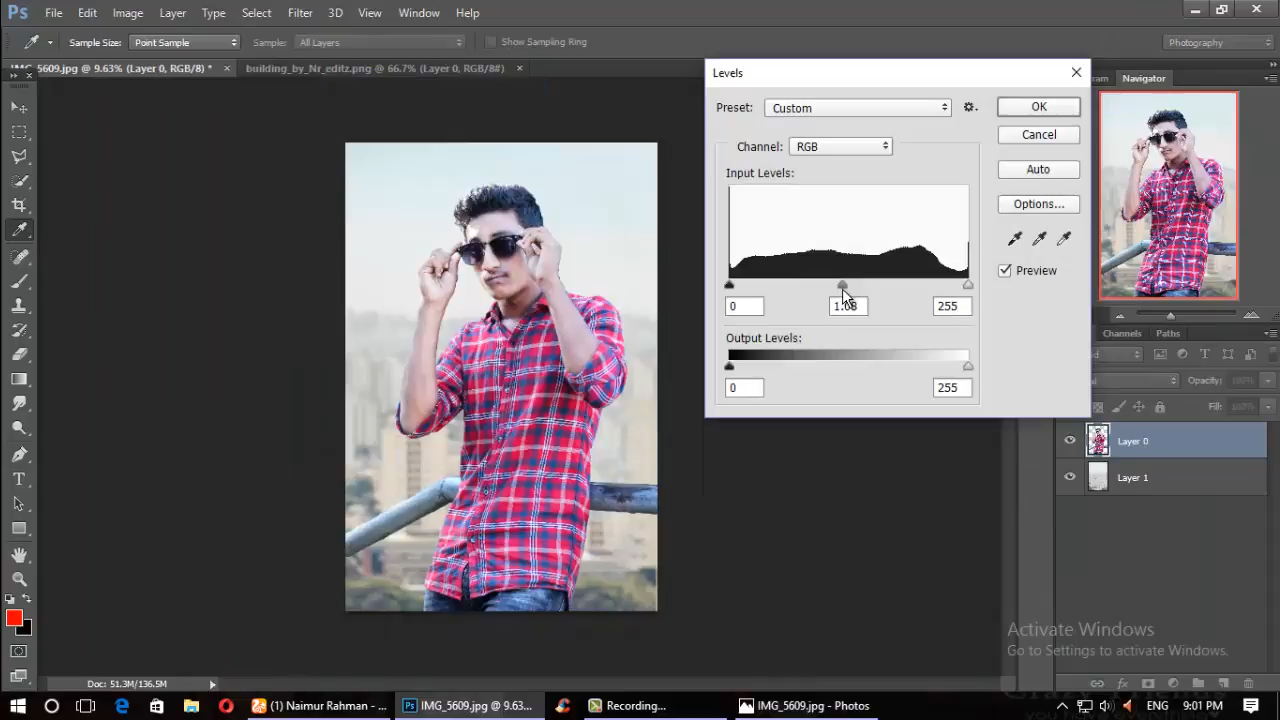 Ps File Edit Image Layer Type Select Filter 3D View Window Help
Sample Size: Point Sample Sample: All Layers Show Sampling Ring Photography
IMG_5609.jpg @ 9.63% (Layer 0, RGB/8) * × building_by_Nr_editz.png @ 66.7% (Layer 0, RGB/8#) × Navigator
Levels
Preset: Custom OK
Cancel
Channel: RGB
Auto
Input Levels:
Options...
Preview
0 255
Output Levels:
0 255
Channels Paths
Opacity: 100%
Fill: 100%
Layer 0
Layer 1
Activate Windows
Go to Settings to activate Windows.
Doc: 51.3M/136.5M
(1) Naimur Rahman - ... IMG_5609.jpg @ 9.63... Recording... IMG_5609.jpg - Photos ENG 9:01 PM